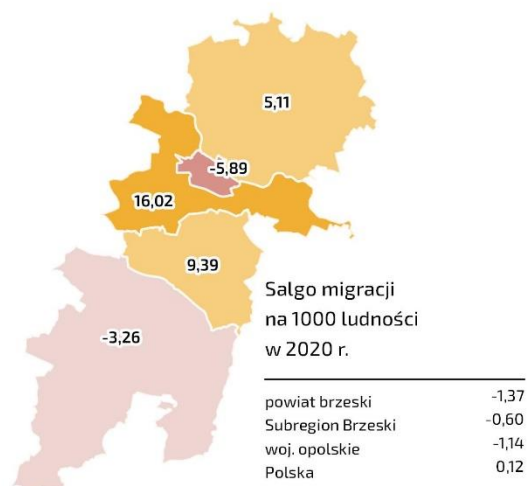 5,11
-5,89
16,02
9,39
-3,26
Salgo migracji
na 1000 ludności
w 2020 r.
powiat brzeski -1,37
Subregion Brzeski -0,60
woj. opolskie -1,14
Polska 0,12